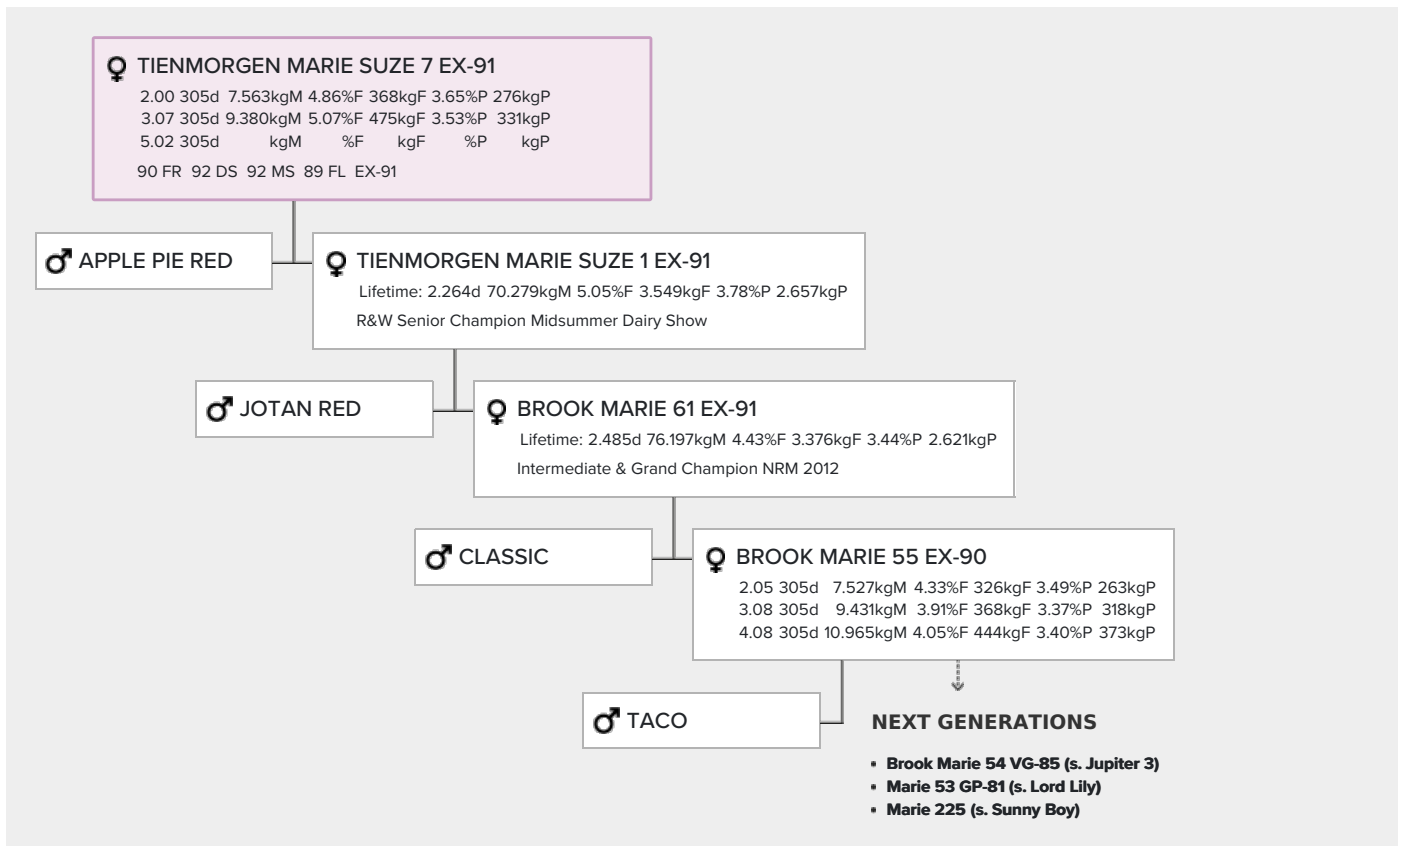 TIENMORGEN MARIE SUZE 7 EX-91
2.00 305d 7.563kgM 4.86%F 368kgF 3.65%P 276kgP
3.07 305d 9.380kgM 5.07%F 475kgF 3.53%P 331kgP
5.02 305d kgM %F kgF %P kgP
90 FR 92 DS 92 MS 89 FL EX-91
APPLE PIE RED
TIENMORGEN MARIE SUZE 1 EX-91
Lifetime: 2.264d 70.279kgM 5.05%F 3.549kgF 3.78%P 2.657kgP
R&W Senior Champion Midsummer Dairy Show
JOTAN RED
BROOK MARIE 61 EX-91
Lifetime: 2.485d 76.197kgM 4.43%F 3.376kgF 3.44%P 2.621kgP
Intermediate & Grand Champion NRM 2012
CLASSIC
BROOK MARIE 55 EX-90
2.05 305d 7.527kgM 4.33%F 326kgF 3.49%P 263kgP
3.08 305d 9.431kgM 3.91%F 368kgF 3.37%P 318kgP
4.08 305d 10.965kgM 4.05%F 444kgF 3.40%P 373kgP
TACO
NEXT GENERATIONS
• Brook Marie 54 VG-85 (s. Jupiter 3)
• Marie 53 GP-81 (s. Lord Lily)
• Marie 225 (s. Sunny Boy)